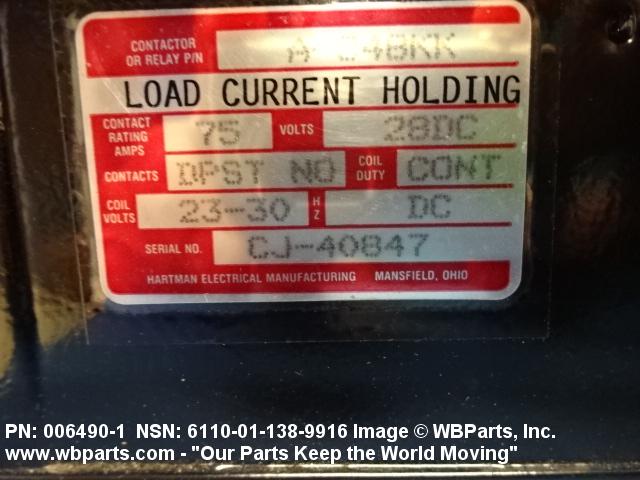 CONTACTOR
OR RELAY P/N
LOAD CURRENT HOLDING
CONTACT
RATING
AMPS
75
VOLTS
28DC
CONTACTS
DPST NO
COIL
DUTY
CONT
COIL
VOLTS
23-30
HZ
DC
SERIAL NO.
CJ-40847
HARTMAN ELECTRICAL MANUFACTURING MANSFIELD, OHIO
PN: 006490-1 NSN: 6110-01-138-9916 Image © WBParts, Inc.
www.wbparts.com - "Our Parts Keep the World Moving"